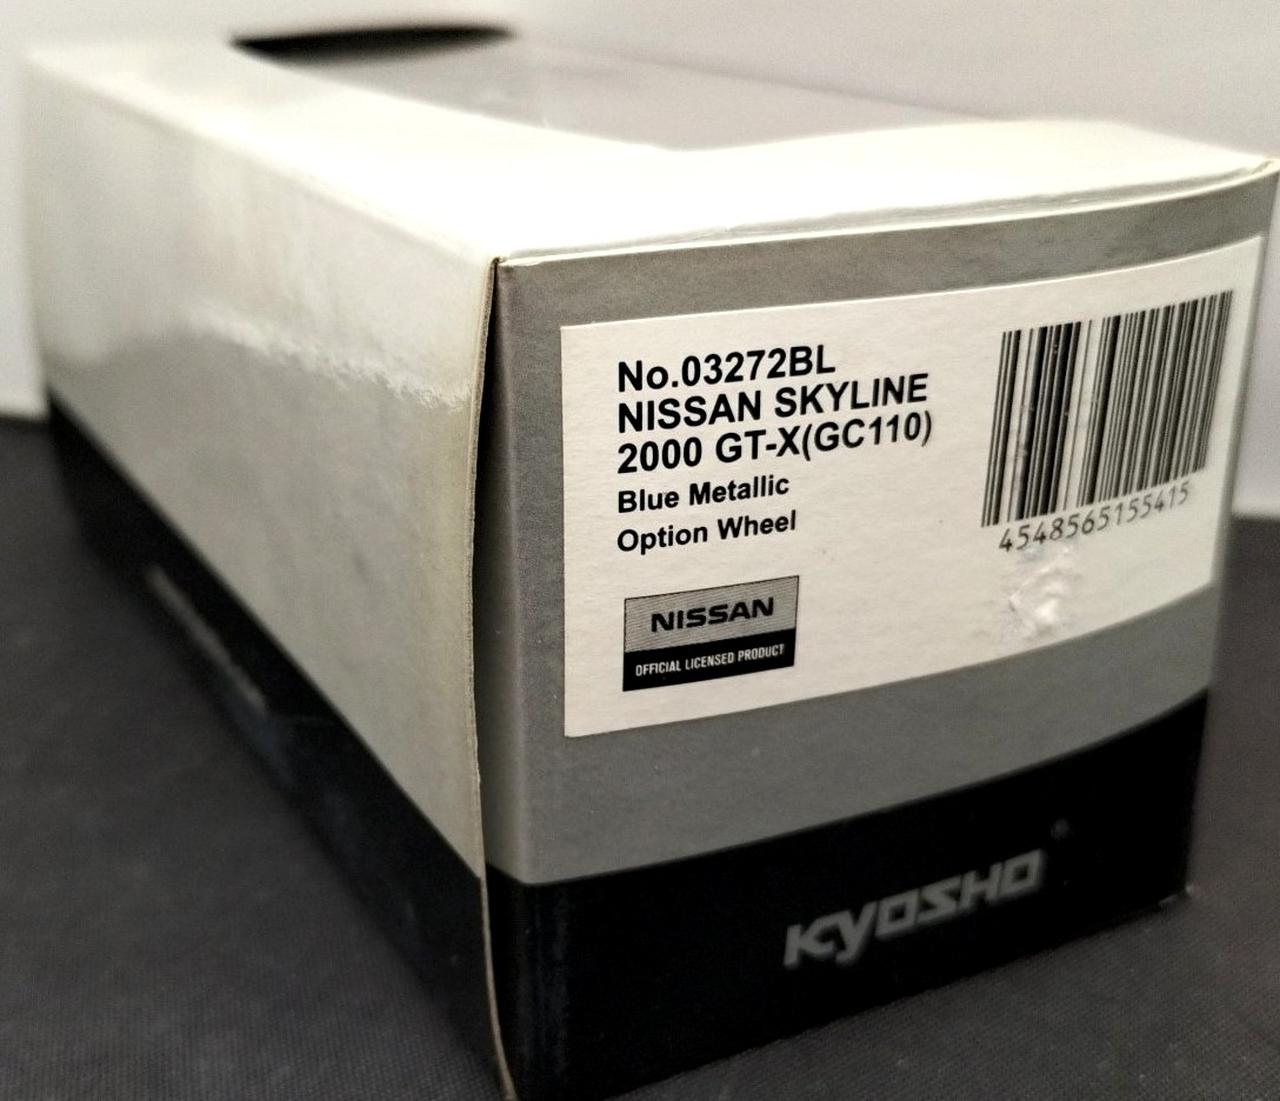 No.03272BL
NISSAN SKYLINE
2000 GT-X(GC110)
Blue Metallic
Option Wheel
4548565155415
NISSAN
OFFICIAL LICENSED PRODUCT
KYOSHO